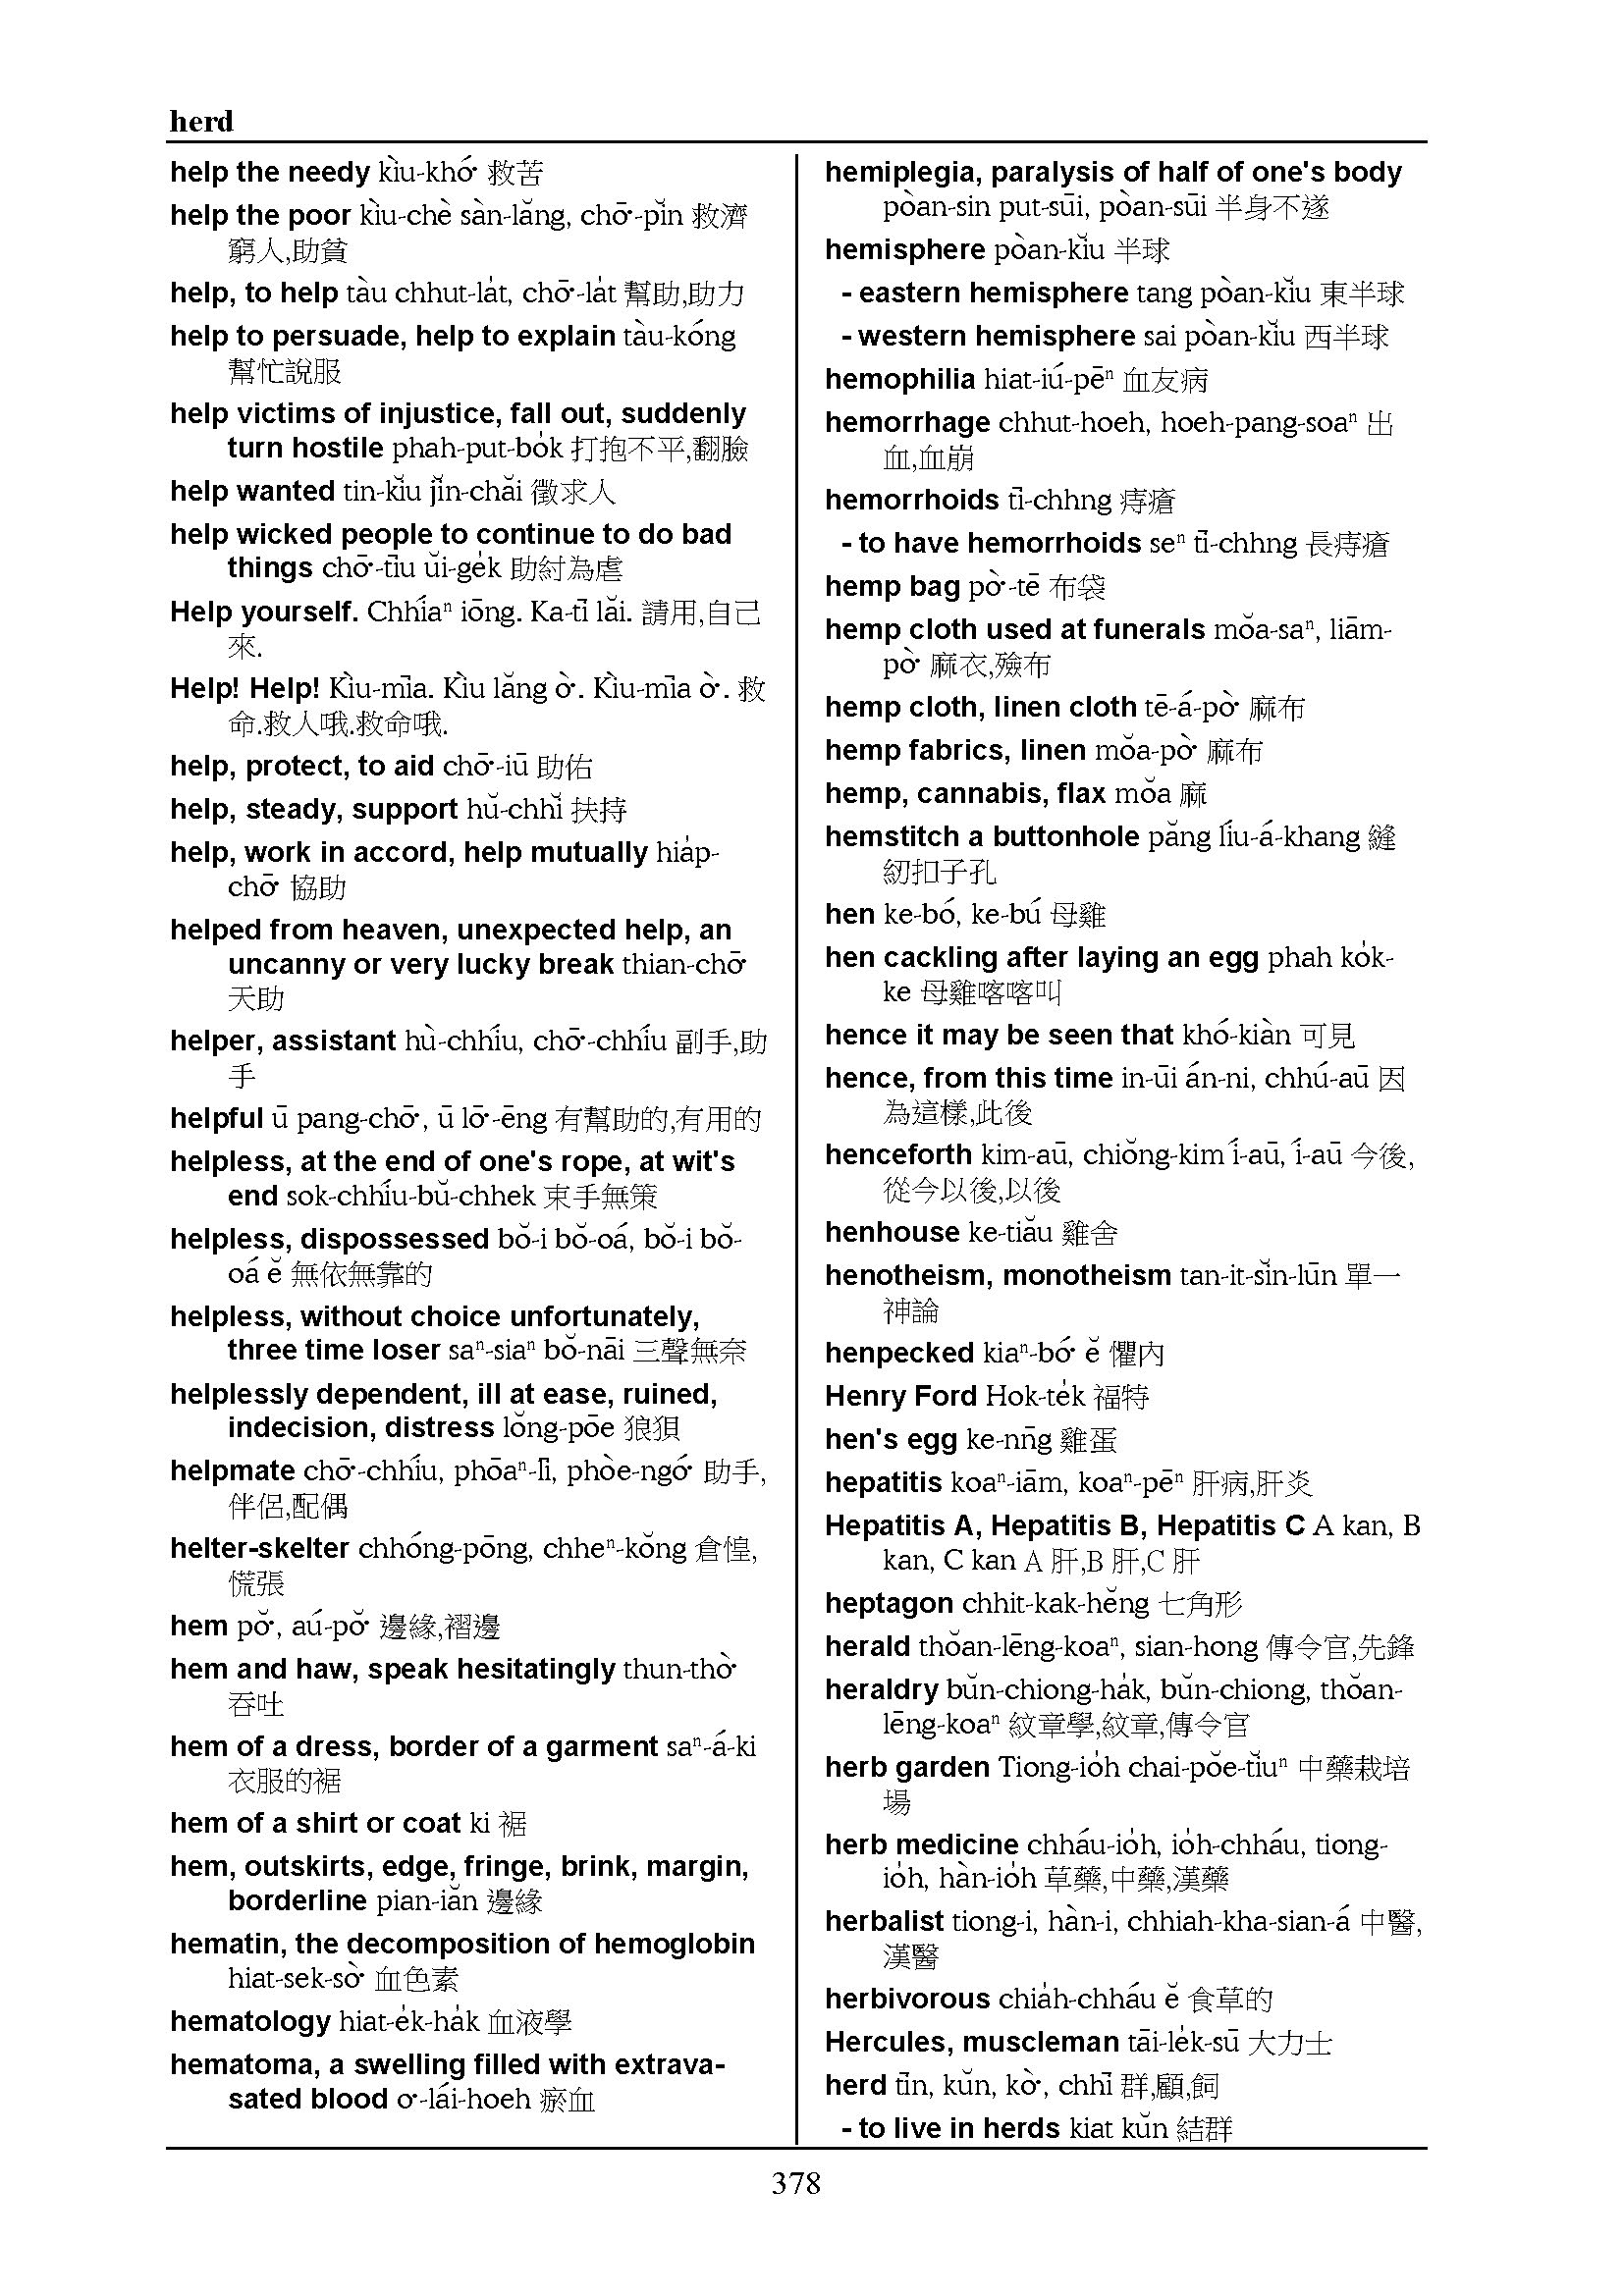 herd
help the needy kìu-khó͘ 救苦
help the poor kìu-chè sàn-lăng, chō͘-pĭn 救濟
窮人,助貧
help, to help tàu chhut-la̍t, chō͘-la̍t 幫助,助力
help to persuade, help to explain tàu-kóng
幫忙說服
help victims of injustice, fall out, suddenly
turn hostile phah-put-bo̍k 打抱不平,翻臉
help wanted tin-kĭu jĭn-chăi 徵求人
help wicked people to continue to do bad
things chō͘-tīu ŭi-ge̍k 助紂為虐
Help yourself. Chhíaⁿ iōng. Ka-tī lăi. 請用,自己
來.
Help! Help! Kìu-mīa. Kìu lăng ò͘. Kìu-mīa ò͘. 救
命.救人哦.救命哦.
help, protect, to aid chō͘-iū 助佑
help, steady, support hŭ-chhĭ 扶持
help, work in accord, help mutually hia̍p-
chō͘ 協助
helped from heaven, unexpected help, an
uncanny or very lucky break thian-chō͘
天助
helper, assistant hù-chhíu, chō͘-chhíu 副手,助
手
helpful ū pang-chō͘, ū lō͘-ēng 有幫助的,有用的
helpless, at the end of one's rope, at wit's
end sok-chhíu-bŭ-chhek 束手無策
helpless, dispossessed bŏ-i bŏ-oá, bŏ-i bŏ-
oá ĕ 無依無靠的
helpless, without choice unfortunately,
three time loser saⁿ-siaⁿ bŏ-nāi 三聲無奈
helplessly dependent, ill at ease, ruined,
indecision, distress lŏng-pōe 狼狽
helpmate chō͘-chhíu, phōaⁿ-lī, phòe-ngó͘ 助手,
伴侶,配偶
helter-skelter chhóng-pōng, chheⁿ-kŏng 倉惶,
慌張
hem pŏ͘, aú-pŏ͘ 邊緣,褶邊
hem and haw, speak hesitatingly thun-thò͘
吞吐
hem of a dress, border of a garment saⁿ-á-ki
衣服的裾
hem of a shirt or coat ki 裾
hem, outskirts, edge, fringe, brink, margin,
borderline pian-iăn 邊緣
hematin, the decomposition of hemoglobin
hiat-sek-sò͘ 血色素
hematology hiat-e̍k-ha̍k 血液學
hematoma, a swelling filled with extrava-
sated blood o͘-lái-hoeh 瘀血
hemiplegia, paralysis of half of one's body
pòan-sin put-sūi, pòan-sūi 半身不遂
hemisphere pòan-kĭu 半球
- eastern hemisphere tang pòan-kĭu 東半球
- western hemisphere sai pòan-kĭu 西半球
hemophilia hiat-iú-pēⁿ 血友病
hemorrhage chhut-hoeh, hoeh-pang-soaⁿ 出
血,血崩
hemorrhoids tī-chhng 痔瘡
- to have hemorrhoids seⁿ tī-chhng 長痔瘡
hemp bag pò͘-tē 布袋
hemp cloth used at funerals mŏa-saⁿ, liām-
pò͘ 麻衣,殮布
hemp cloth, linen cloth tē-á-pò͘ 麻布
hemp fabrics, linen mŏa-pò͘ 麻布
hemp, cannabis, flax mŏa 麻
hemstitch a buttonhole păng líu-á-khang 縫
紉扣子孔
hen ke-bó, ke-bú 母雞
hen cackling after laying an egg phah ko̍k-
ke 母雞喀喀叫
hence it may be seen that khó-kiàn 可見
hence, from this time in-ūi án-ni, chhú-aū 因
為這樣,此後
henceforth kim-aū, chiŏng-kim í-aū, í-aū 今後,
從今以後,以後
henhouse ke-tiău 雞舍
henotheism, monotheism tan-it-sĭn-lūn 單一
神論
henpecked kiaⁿ-bó͘ ĕ 懼內
Henry Ford Hok-te̍k 福特
hen's egg ke-nn̄g 雞蛋
hepatitis koaⁿ-iām, koaⁿ-pēⁿ 肝病,肝炎
Hepatitis A, Hepatitis B, Hepatitis C A kan, B
kan, C kan A 肝,B 肝,C 肝
heptagon chhit-kak-hĕng 七角形
herald thŏan-lēng-koaⁿ, sian-hong 傳令官,先鋒
heraldry bŭn-chiong-ha̍k, bŭn-chiong, thŏan-
lēng-koaⁿ 紋章學,紋章,傳令官
herb garden Tiong-io̍h chai-pŏe-tĭuⁿ 中藥栽培
場
herb medicine chháu-io̍h, io̍h-chháu, tiong-
io̍h, hàn-io̍h 草藥,中藥,漢藥
herbalist tiong-i, hàn-i, chhiah-kha-sian-á 中醫,
漢醫
herbivorous chia̍h-chháu ĕ 食草的
Hercules, muscleman tāi-le̍k-sū 大力士
herd tīn, kŭn, kò͘, chhī 群,顧,飼
- to live in herds kiat kŭn 結群
378